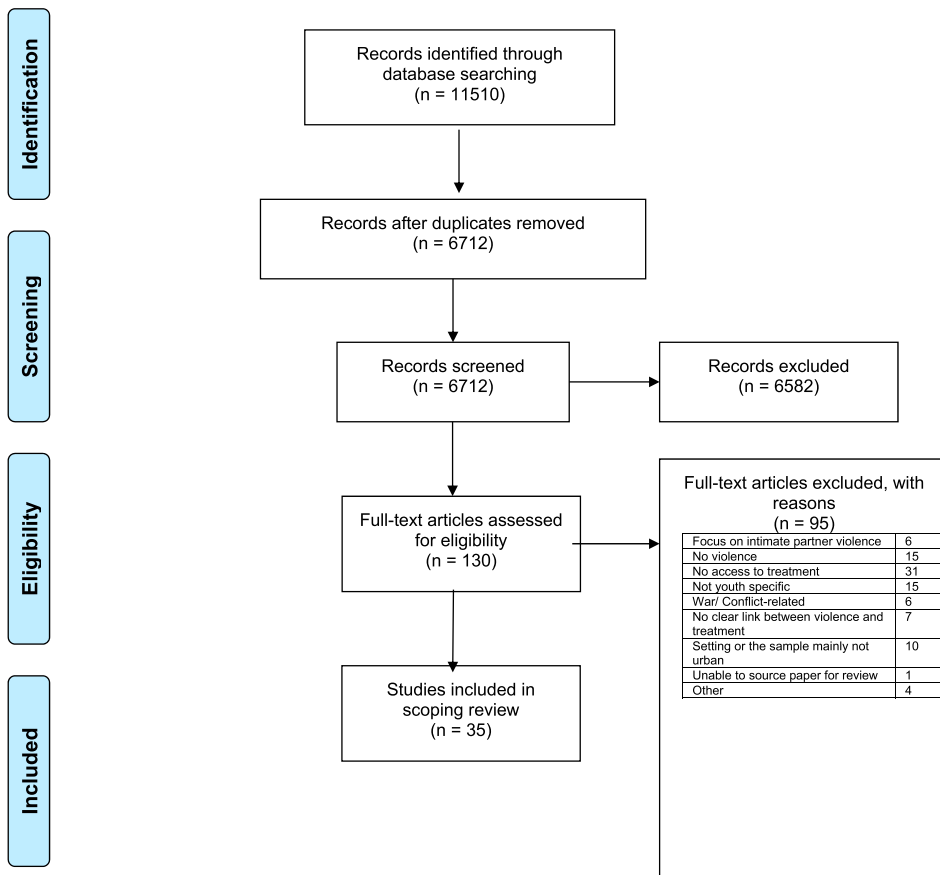 Identification
Records identified through
database searching
(n = 11510)
Records after duplicates removed
(n = 6712)
Screening
Records screened
(n = 6712)
Records excluded
(n = 6582)
Eligibility
Full-text articles assessed
for eligibility
(n = 130)
Full-text articles excluded, with
reasons
(n = 95)
Focus on intimate partner violence 6
No violence 15
No access to treatment 31
Not youth specific 15
War/ Conflict-related 6
No clear link between violence and 7
treatment
Setting or the sample mainly not 10
urban
Unable to source paper for review 1
Other 4
Included
Studies included in
scoping review
(n = 35)